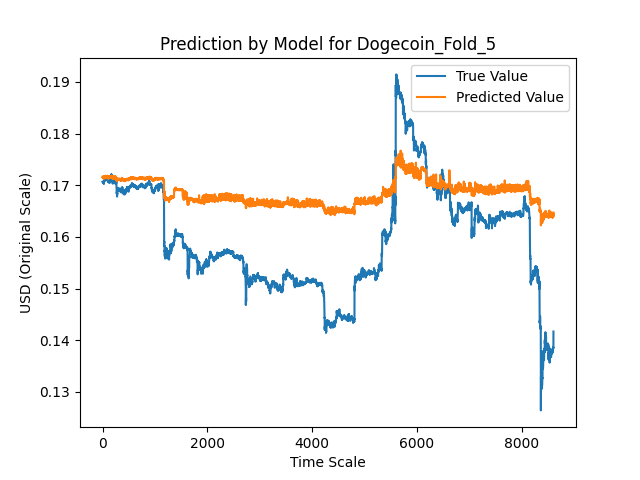 Prediction by Model for Dogecoin_Fold_5
True Value
Predicted Value
USD (Original Scale)
0.19
0.18
0.17
0.16
0.15
0.14
0.13
0 2000 4000 6000 8000
Time Scale